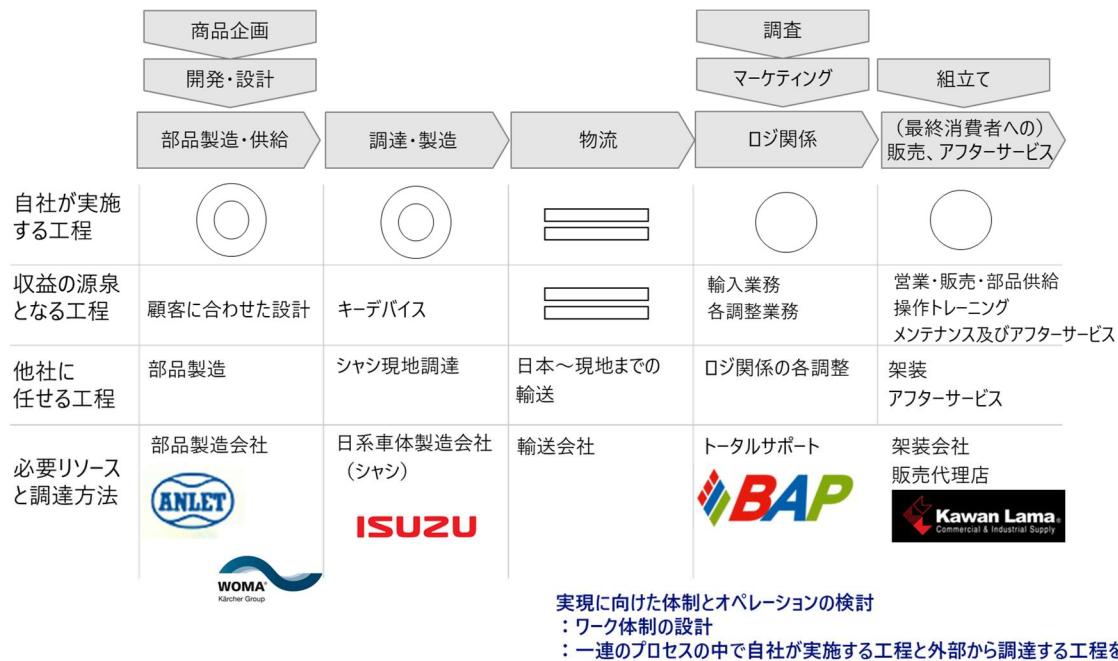 商品企画
調査
開発・設計
マーケティング
組立て
部品製造・供給
調達・製造
物流
ロジ関係
（最終消費者への）
販売、アフターサービス
自社が実施
する工程
収益の源泉
となる工程
顧客に合わせた設計
キーデバイス
輸入業務
各調整業務
営業・販売・部品供給
操作トレーニング
メンテナンス及びアフターサービス
他社に
任せる工程
部品製造
シャシ現地調達
日本～現地までの
輸送
ロジ関係の各調整
架装
アフターサービス
必要リソース
と調達方法
部品製造会社
ANLET
WOMA®
Kärcher Group
日系車体製造会社
（シャシ）
ISUZU
輸送会社
トータルサポート
BAP
架装会社
販売代理店
Kawan Lama®
Commercial & Industrial Supply
実現に向けた体制とオペレーションの検討
：ワーク体制の設計
：一連のプロセスの中で自社が実施する工程と外部から調達する工程を